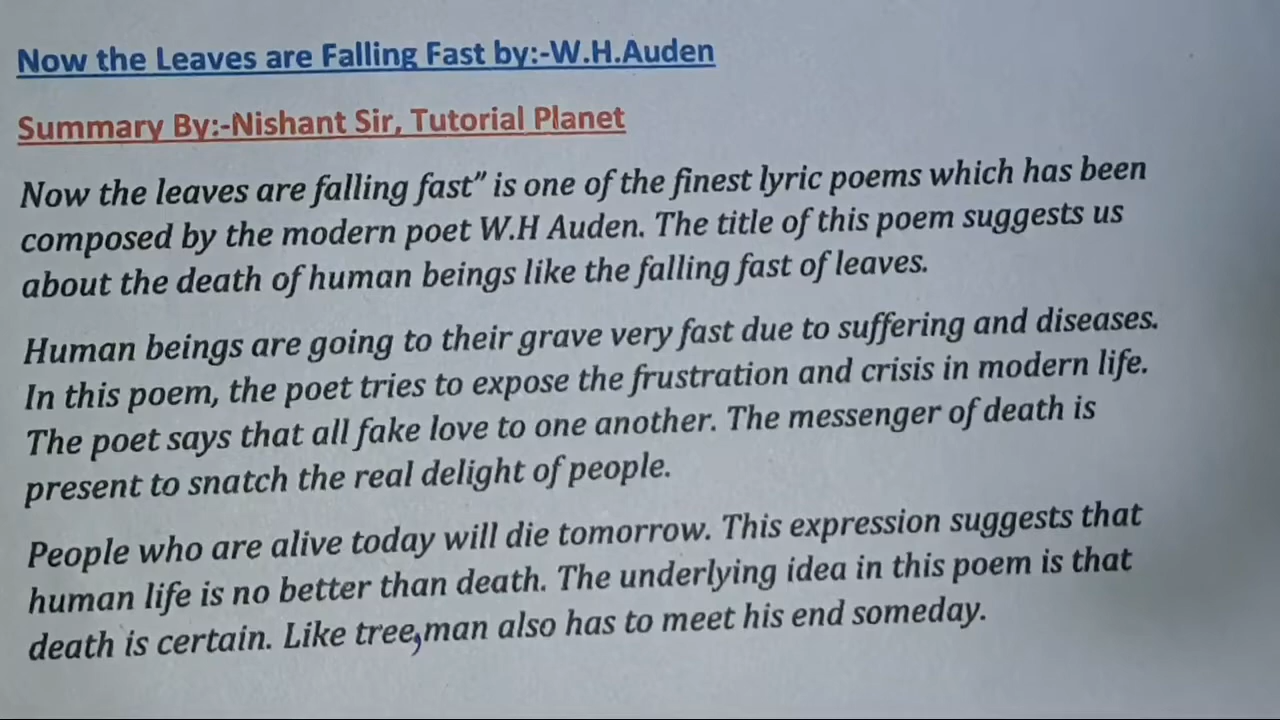 Now the Leaves are Falling Fast by:-W.H.Auden
Summary By:-Nishant Sir, Tutorial Planet
Now the leaves are falling fast” is one of the finest lyric poems which has been
composed by the modern poet W.H Auden. The title of this poem suggests us
about the death of human beings like the falling fast of leaves.
Human beings are going to their grave very fast due to suffering and diseases.
In this poem, the poet tries to expose the frustration and crisis in modern life.
The poet says that all fake love to one another. The messenger of death is
present to snatch the real delight of people.
People who are alive today will die tomorrow. This expression suggests that
human life is no better than death. The underlying idea in this poem is that
death is certain. Like tree,man also has to meet his end someday.